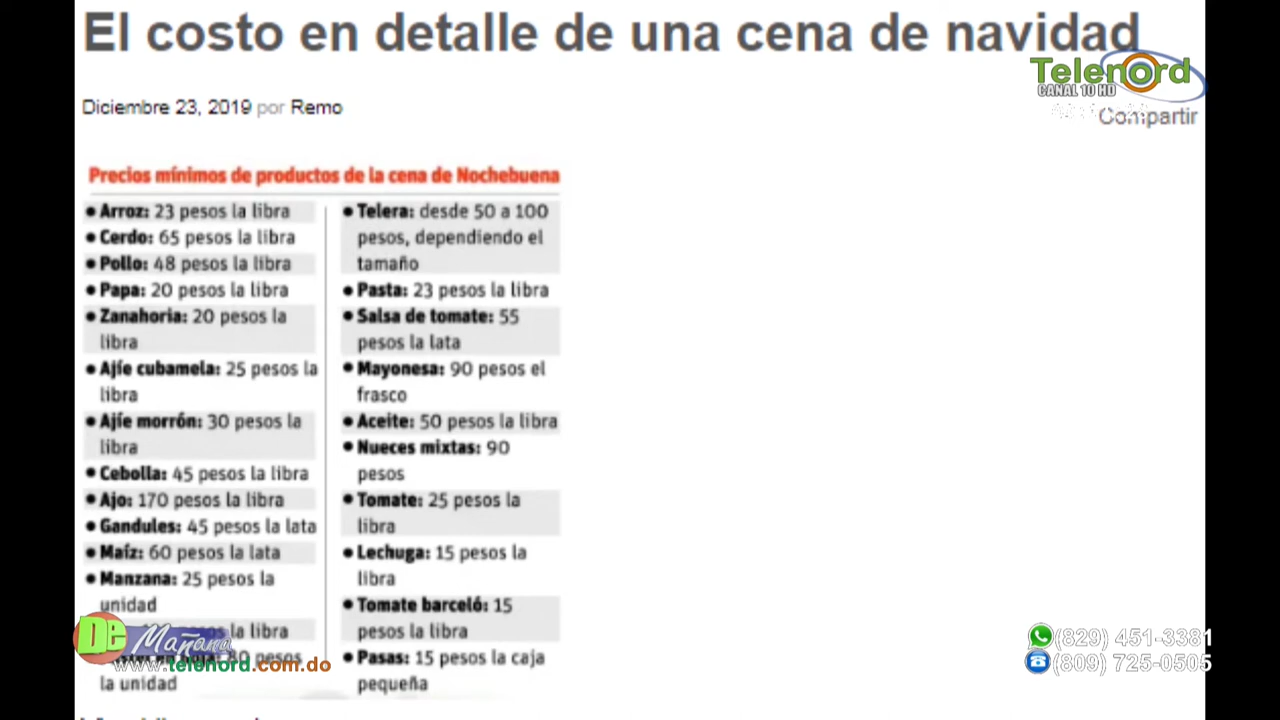 El costo en detalle de una cena de navidad
Telenord
CANAL 10 HD
Diciembre 23, 2019 por Remo
Compartir
Precios mínimos de productos de la cena de Nochebuena
• Arroz: 23 pesos la libra
• Cerdo: 65 pesos la libra
• Pollo: 48 pesos la libra
• Papa: 20 pesos la libra
• Zanahoria: 20 pesos la
libra
• Ajíe cubamela: 25 pesos la
libra
• Ajíe morrón: 30 pesos la
libra
• Cebolla: 45 pesos la libra
• Ajo: 170 pesos la libra
• Gandules: 45 pesos la lata
• Maíz: 60 pesos la lata
• Manzana: 25 pesos la
unidad
la libra
80 pesos
la unidad
• Telera: desde 50 a 100
pesos, dependiendo el
tamaño
• Pasta: 23 pesos la libra
• Salsa de tomate: 55
pesos la lata
• Mayonesa: 90 pesos el
frasco
• Aceite: 50 pesos la libra
• Nueces mixtas: 90
pesos
• Tomate: 25 pesos la
libra
• Lechuga: 15 pesos la
libra
• Tomate barceló: 15
pesos la libra
• Pasas: 15 pesos la caja
pequeña
De Mañana
www.telenord.com.do
(829) 451-3381
(809) 725-0505